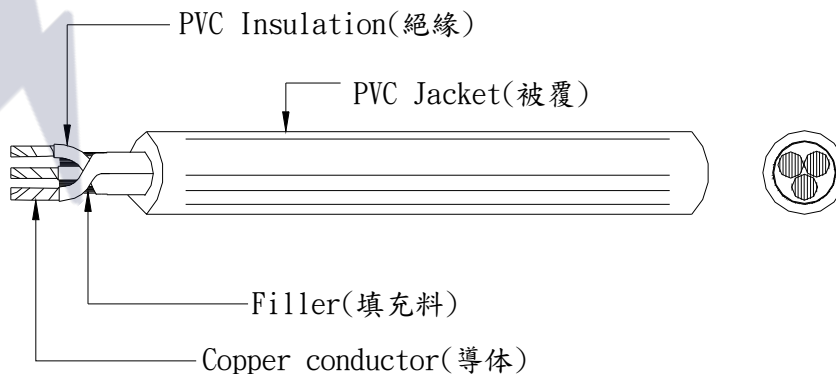 PVC Insulation(絕緣)
PVC Jacket(被覆)
Filler(填充料)
Copper conductor(導体)